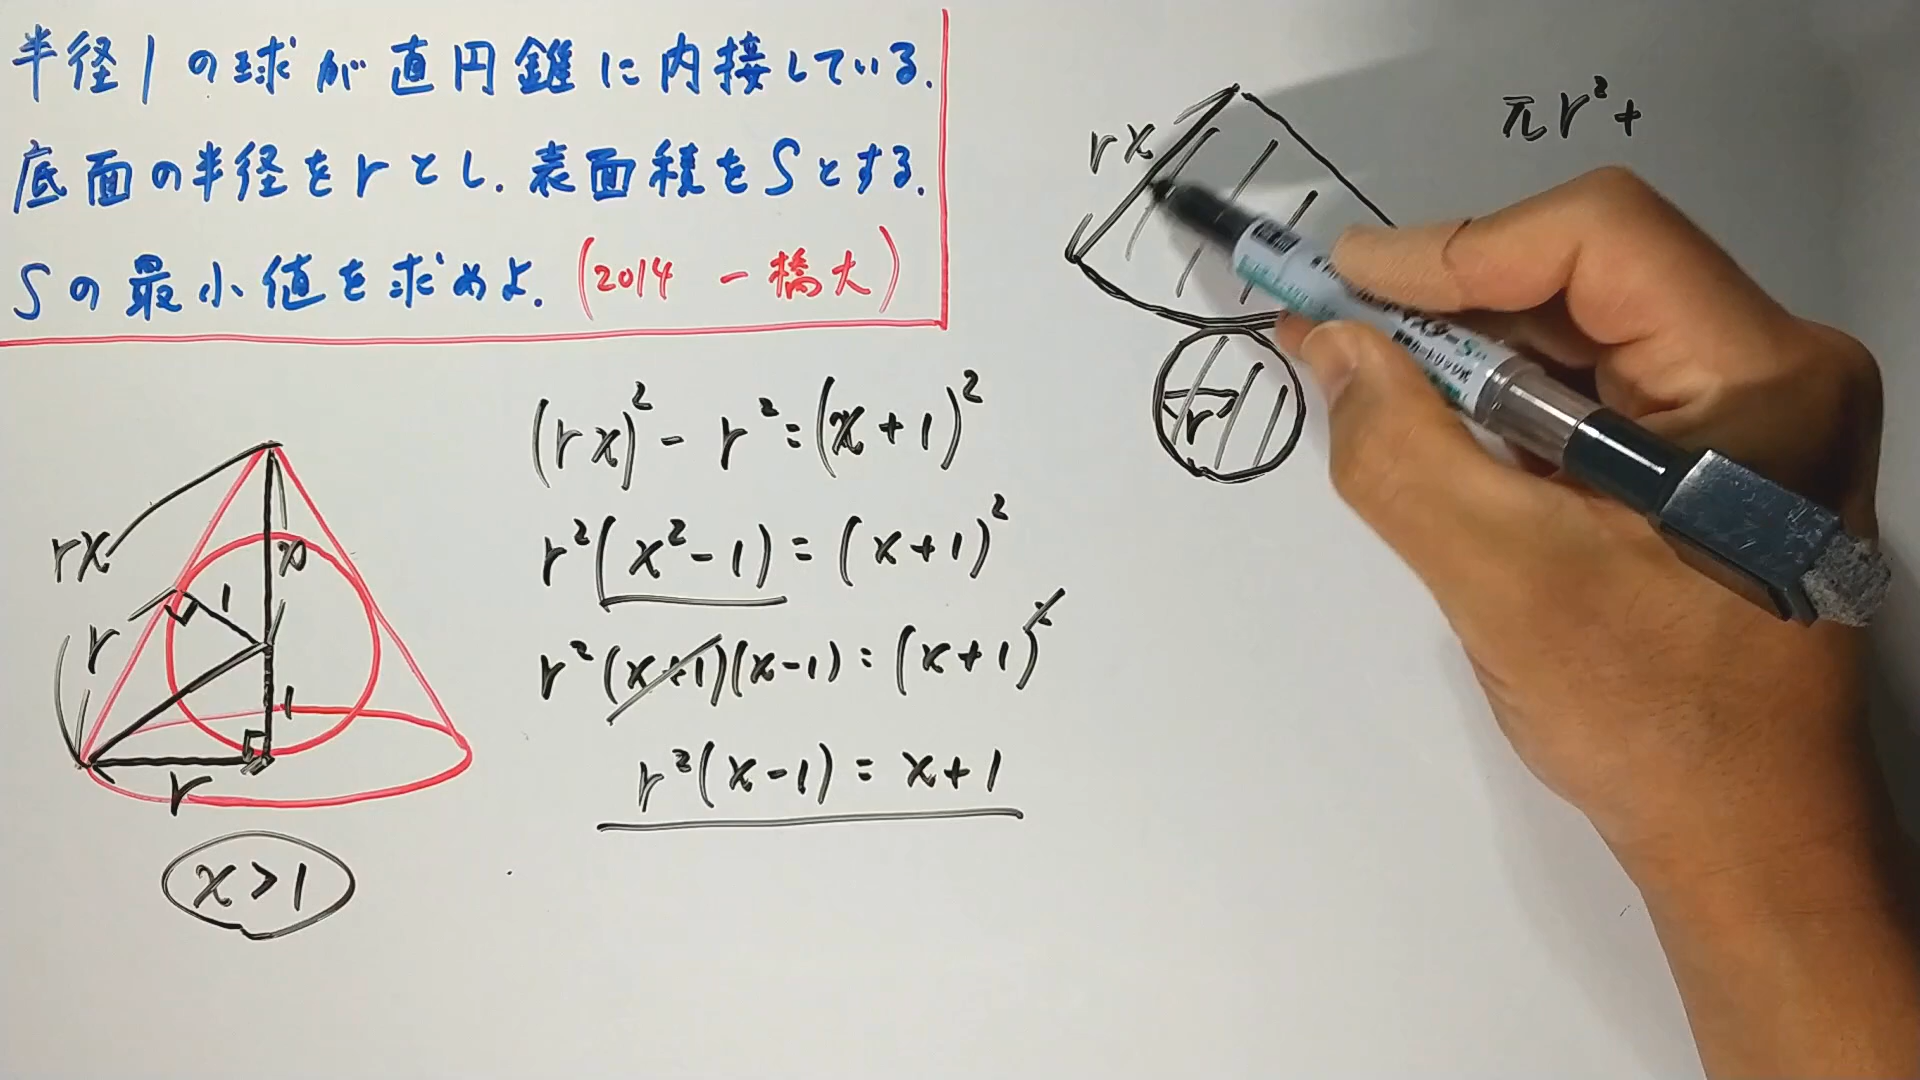 半径1の球が直円錐に内接している.
底面の半径をrとし.表面積をSとする.
Sの最小値を求めよ.(2014 一橋大)
rx
x
1
r
1
r
x>1
(rx)²-r²=(x+1)²
r²(x²-1)=(x+1)²
r²(x+1)(x-1)=(x+1)²
r²(x-1)=x+1
rx
r
πr²+